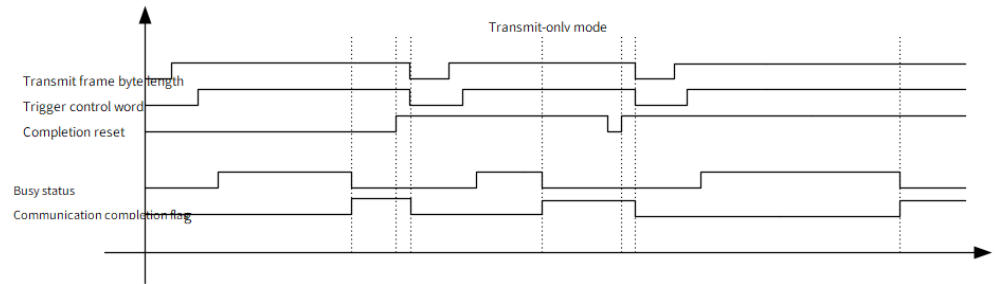 Transmit-only mode
Transmit frame byte length
Trigger control word
Completion reset
Busy status
Communication completion flag